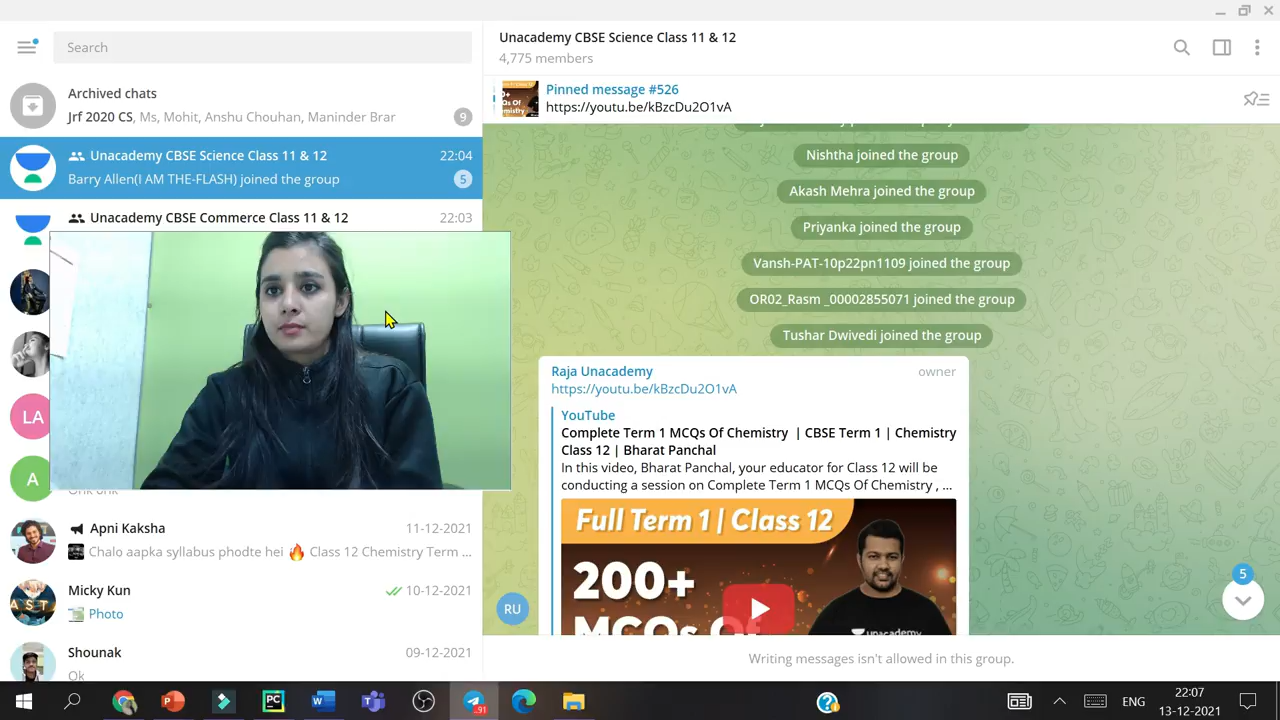 Search
Archived chats
Jrf 2020 CS, Ms, Mohit, Anshu Chouhan, Maninder Brar
9
Unacademy CBSE Science Class 11 & 12
22:04
Barry Allen(I AM THE-FLASH) joined the group
5
Unacademy CBSE Commerce Class 11 & 12
22:03
LA
A
Apni Kaksha
11-12-2021
Chalo aapka syllabus phodte hei 🔥 Class 12 Chemistry Term ...
Micky Kun
10-12-2021
Photo
Shounak
09-12-2021
Ok
Unacademy CBSE Science Class 11 & 12
4,775 members
Pinned message #526
https://youtu.be/kBzcDu2O1vA
Nishtha joined the group
Akash Mehra joined the group
Priyanka joined the group
Vansh-PAT-10p22pn1109 joined the group
OR02_Rasm _00002855071 joined the group
Tushar Dwivedi joined the group
Raja Unacademy
owner
https://youtu.be/kBzcDu2O1vA
YouTube
Complete Term 1 MCQs Of Chemistry | CBSE Term 1 | Chemistry
Class 12 | Bharat Panchal
In this video, Bharat Panchal, your educator for Class 12 will be
conducting a session on Complete Term 1 MCQs Of Chemistry , ...
Full Term 1 | Class 12
200+
MCQs Of
unacademy
RU
5
Writing messages isn't allowed in this group.
91
ENG
22:07
13-12-2021